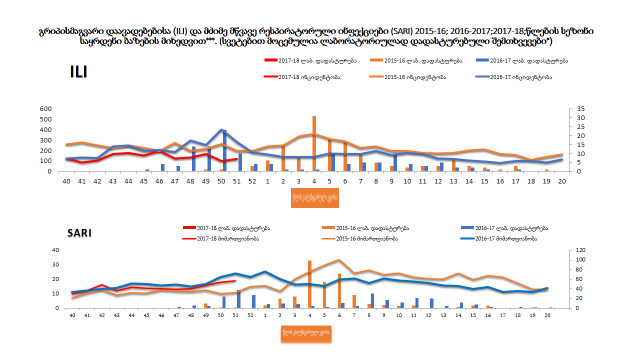 გრიპისმაგვარი დაავადებებისა (ILI) და მძიმე მწვავე რესპირატორული ინფექციები (SARI) 2015-16; 2016-2017;2017-18;წლების სეზონი
საყრდენი ბაზების მიხედვით***. (სვეტებით მოცემულია ლაბორატორიულად დადასტურებული შემთხვევები*)
ILI
2017-18 ლაბ. დადასტურება 2015-16 ლაბ. დადასტურება 2016-17 ლაბ. დადასტურება
2017-18 ინციდენტობა 2015-16 ინციდენტობა 2016-17 ინციდენტობა
600 35
500 30
400 25
300 20
200 15
100 10
0 5
0
40 41 42 43 44 45 46 47 48 49 50 51 52 1 2 3 4 5 6 7 8 9 10 11 12 13 14 15 16 17 18 19 20
SARI
2017-18 ლაბ. დადასტურება 2015-16 ლაბ. დადასტურება 2016-17 ლაბ. დადასტურება
2017-18 მიმართვიანობა 2015-16 მიმართვიანობა 2016-17 მიმართვიანობა
40 120
30 100
20 80
10 60
0 40
20
0
40 41 42 43 44 45 46 47 48 49 50 51 52 1 2 3 4 5 6 7 8 9 10 11 12 13 14 15 16 17 18 19 20